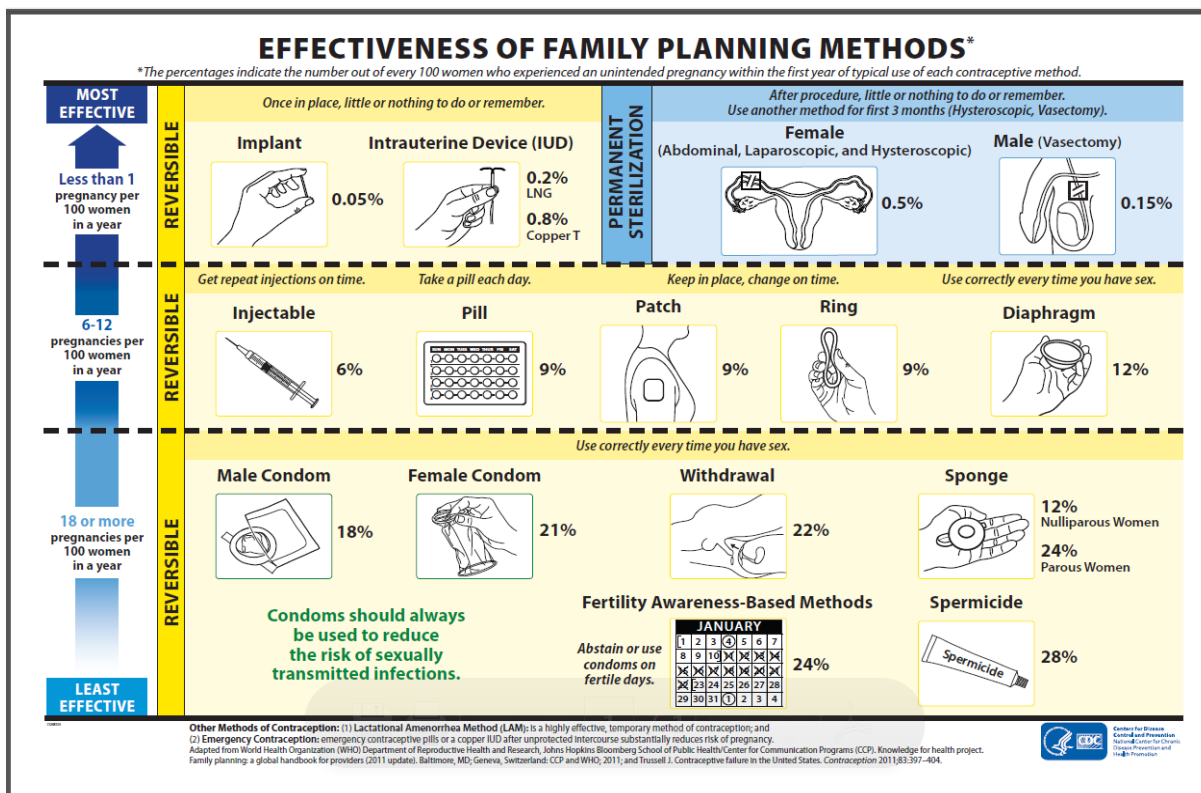 EFFECTIVENESS OF FAMILY PLANNING METHODS*
*The percentages indicate the number out of every 100 women who experienced an unintended pregnancy within the first year of typical use of each contraceptive method.
MOST
EFFECTIVE
Less than 1
pregnancy per
100 women
in a year
REVERSIBLE
Once in place, little or nothing to do or remember.
Implant
0.05%
Intrauterine Device (IUD)
0.2%
LNG
0.8%
Copper T
PERMANENT
STERILIZATION
After procedure, little or nothing to do or remember.
Use another method for first 3 months (Hysteroscopic, Vasectomy).
Female
(Abdominal, Laparoscopic, and Hysteroscopic)
0.5%
Male (Vasectomy)
0.15%
6-12
pregnancies per
100 women
in a year
REVERSIBLE
Get repeat injections on time.
Take a pill each day.
Keep in place, change on time.
Use correctly every time you have sex.
Injectable
6%
Pill
9%
Patch
9%
Ring
9%
Diaphragm
12%
18 or more
pregnancies per
100 women
in a year
REVERSIBLE
Use correctly every time you have sex.
Male Condom
18%
Female Condom
21%
Withdrawal
22%
Sponge
12%
Nulliparous Women
24%
Parous Women
Condoms should always
be used to reduce
the risk of sexually
transmitted infections.
Fertility Awareness-Based Methods
Abstain or use
condoms on
fertile days.
JANUARY
1 2 3 4 5 6 7
8 9 10 11 12 13 14
15 16 17 18 19 20 21
22 23 24 25 26 27 28
29 30 31 1 2 3 4
24%
Spermicide
Spermicide
28%
LEAST
EFFECTIVE
Other Methods of Contraception: (1) Lactational Amenorrhea Method (LAM): is a highly effective, temporary method of contraception; and
(2) Emergency Contraception: emergency contraceptive pills or a copper IUD after unprotected intercourse substantially reduces risk of pregnancy.
Adapted from World Health Organization (WHO) Department of Reproductive Health and Research, Johns Hopkins Bloomberg School of Public Health/Center for Communication Programs (CCP). Knowledge for health project.
Family planning: a global handbook for providers (2011 update). Baltimore, MD; Geneva, Switzerland: CCP and WHO; 2011; and Trussell J. Contraceptive failure in the United States. Contraception 2011;83:397–404.
CDC
Centers for Disease
Control and Prevention
National Center for Chronic
Disease Prevention and
Health Promotion